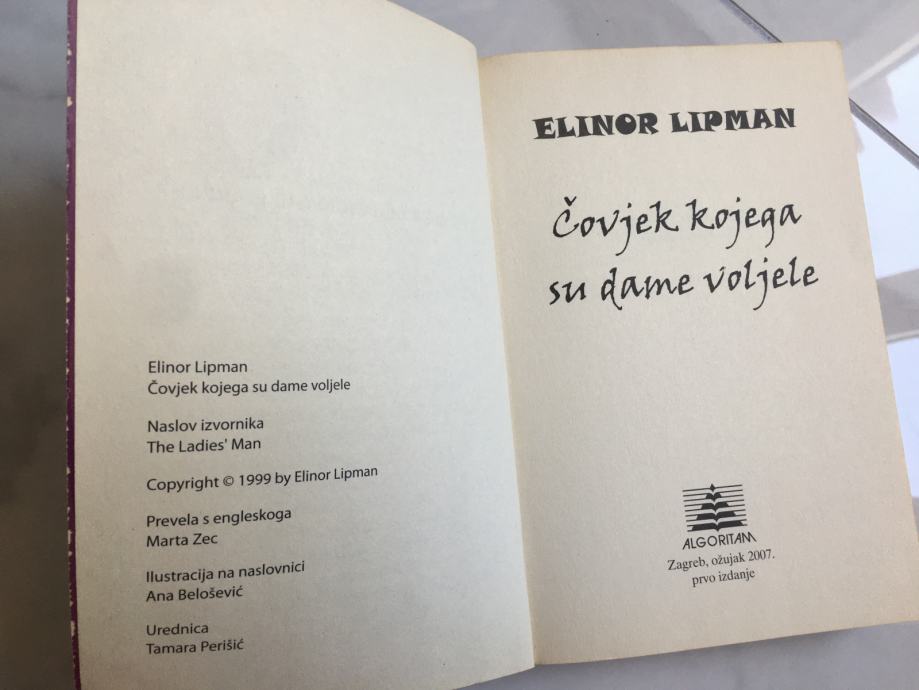 Elinor Lipman
Čovjek kojega su dame voljele
Naslov izvornika
The Ladies' Man
Copyright © 1999 by Elinor Lipman
Prevela s engleskoga
Marta Zec
Ilustracija na naslovnici
Ana Belošević
Urednica
Tamara Perišić
ELINOR LIPMAN
Čovjek kojega
su dame voljele
ALGORITAM
Zagreb, ožujak 2007.
prvo izdanje